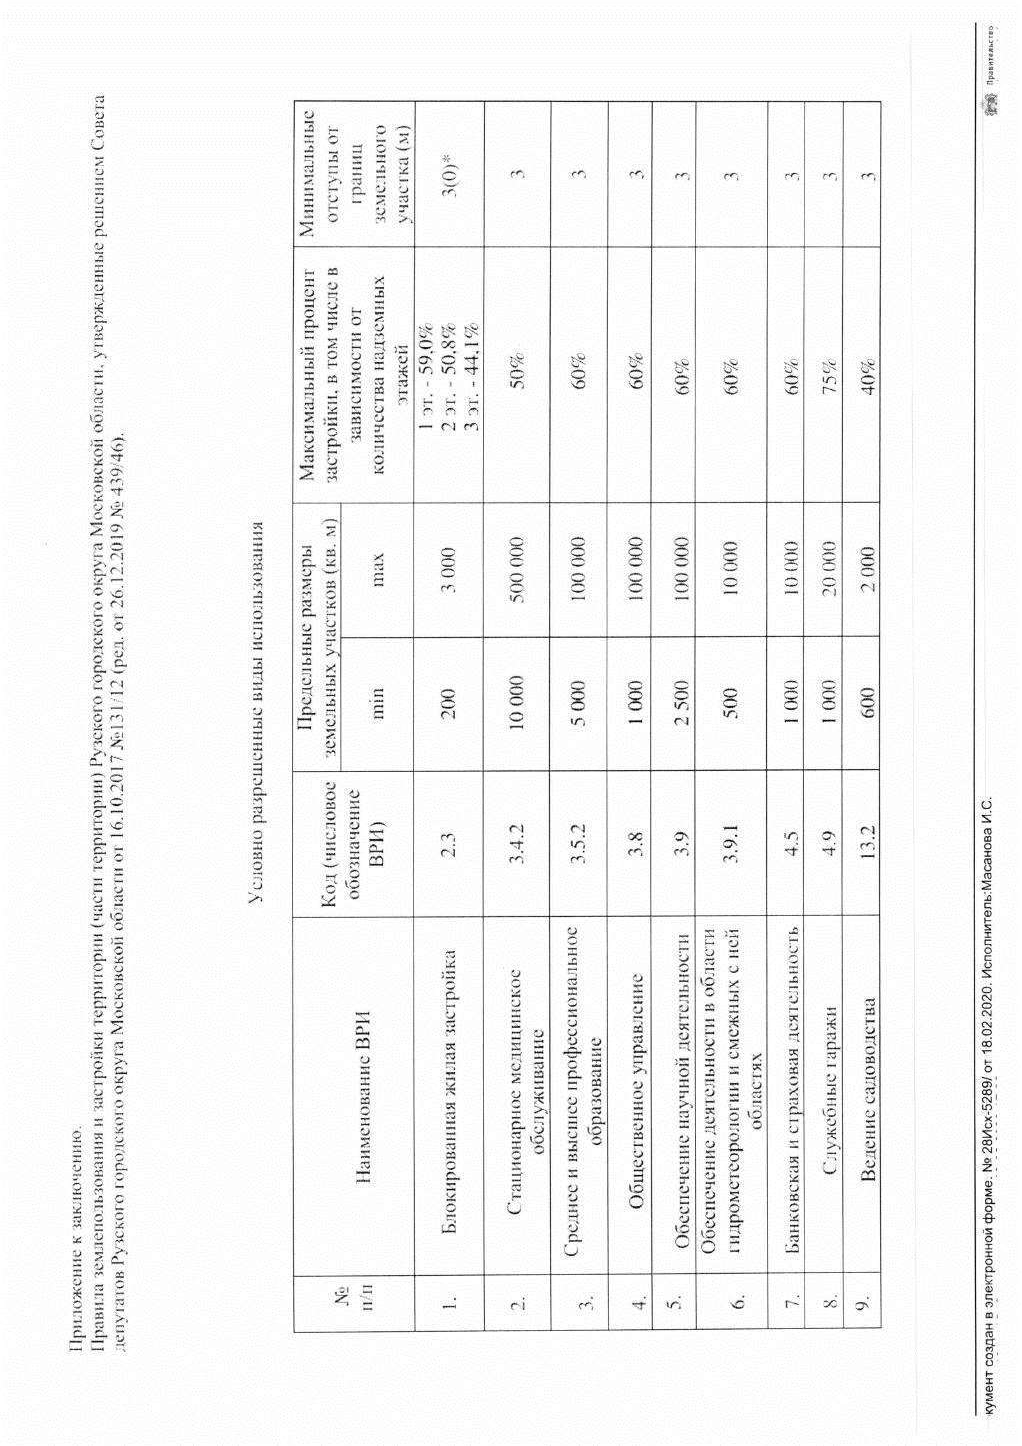 Приложение к заключению.
Правила землепользования и застройки территории (части территории) Рузского городского округа Московской области, утвержденные решением Совета
депутатов Рузского городского округа Московской области от 16.10.2017 №131/12 (ред. от 26.12.2019 № 439/46).
Условно разрешенные виды использования
№ п/п
Наименование ВРИ
Код (числовое
обозначение
ВРИ)
Предельные размеры
земельных участков (кв. м)
min
max
Максимальный процент
застройки, в том числе в
зависимости от
количества надземных
этажей
Минимальные
отступы от
границ
земельного
участка (м)
1. Блокированная жилая застройка 2.3 200 3 000
1 эт. - 59,0%
2 эт. - 50,8%
3 эт. - 44,1%
3(0)*
2. Стационарное медицинское
обслуживание 3.4.2 10 000 500 000 50% 3
3. Среднее и высшее профессиональное
образование 3.5.2 5 000 100 000 60% 3
4. Общественное управление 3.8 1 000 100 000 60% 3
5. Обеспечение научной деятельности 3.9 2 500 100 000 60% 3
6. Обеспечение деятельности в области
гидрометеорологии и смежных с ней
областях 3.9.1 500 10 000 60% 3
7. Банковская и страховая деятельность 4.5 1 000 10 000 60% 3
8. Служебные гаражи 4.9 1 000 20 000 75% 3
9. Ведение садоводства 13.2 600 2 000 40% 3
кумент создан в электронной форме. № 28Исх-5289/ от 18.02.2020. Исполнитель:Масанова И.С.
Правительство